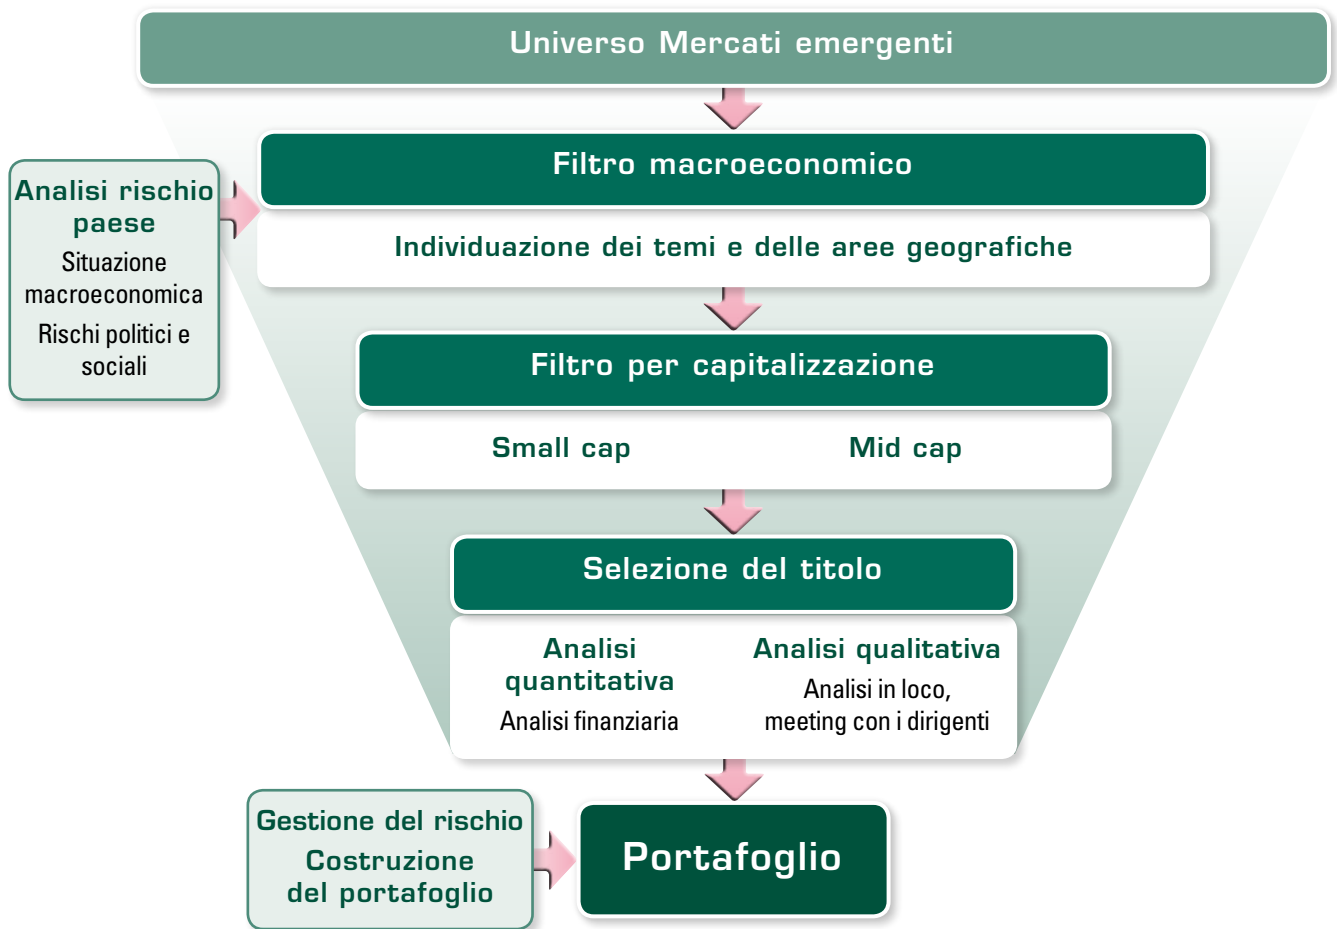 Universo Mercati emergenti
Filtro macroeconomico
Individuazione dei temi e delle aree geografiche
Analisi rischio
paese
Situazione
macroeconomica
Rischi politici e
sociali
Filtro per capitalizzazione
Small cap
Mid cap
Selezione del titolo
Analisi
quantitativa
Analisi finanziaria
Analisi qualitativa
Analisi in loco,
meeting con i dirigenti
Gestione del rischio
Costruzione
del portafoglio
Portafoglio